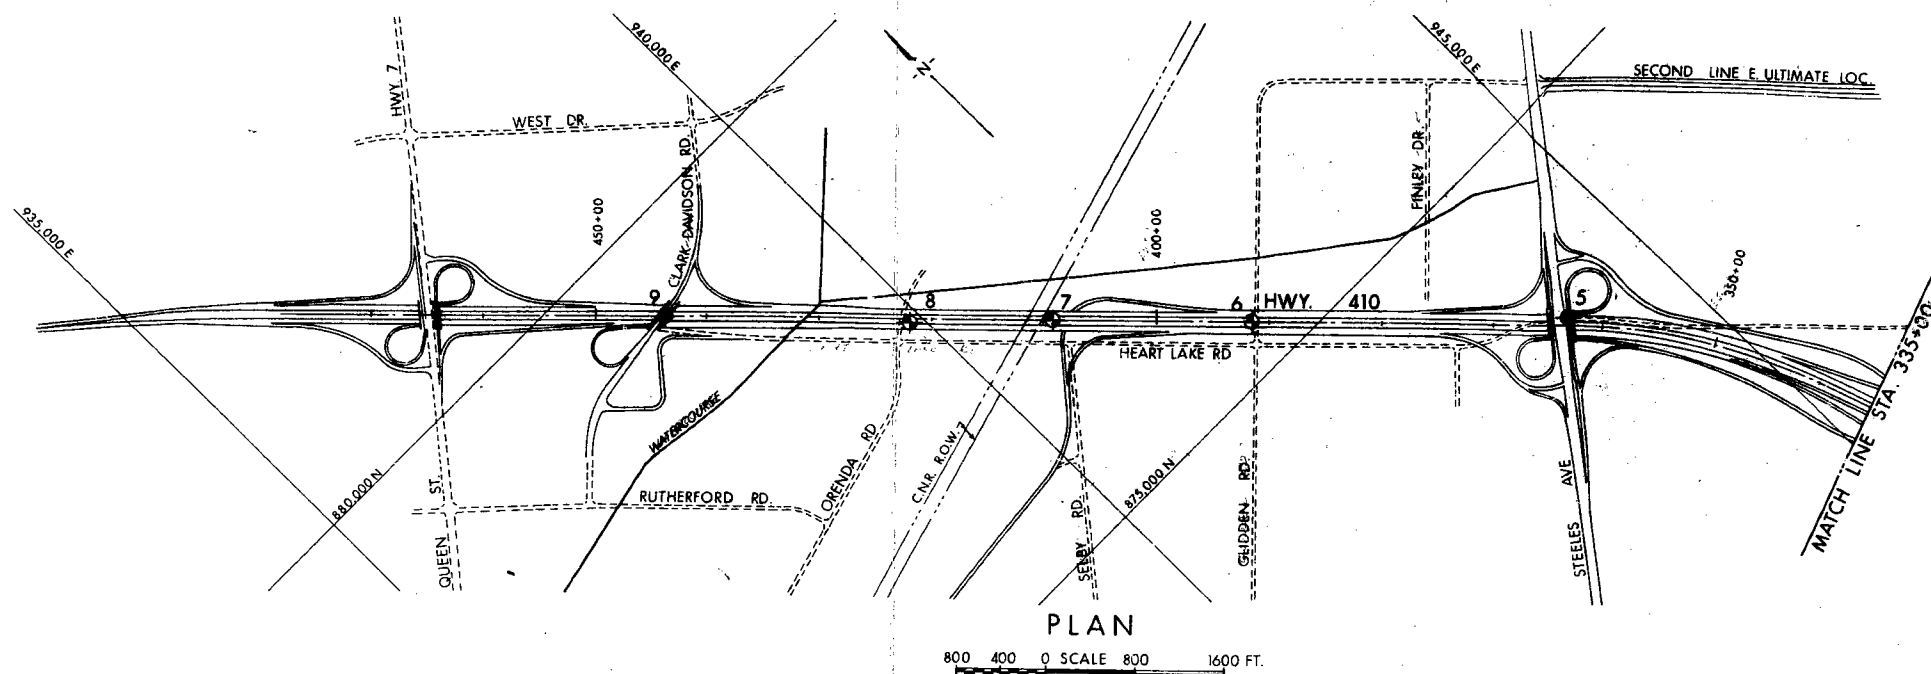 940,000 E
945,000 E
-N-
HWY. 7
WEST DR.
SECOND LINE E. ULTIMATE LOC.
CLARK-DAVIDSON RD.
FINLEY DR.
935,000 E
450+00
400+00
350+00
9
8
7
6
HWY. 410
5
HEART LAKE RD
MATCH LINE STA. 335+00
WATERCOURSE
880,000 N
ORENDA RD
C.N.R. R.O.W.
875,000 N
RUTHERFORD RD.
QUEEN ST.
SELBY RD.
GLIDDEN RD.
STEELES AVE
PLAN
800 400 0 SCALE 800 1600 FT.